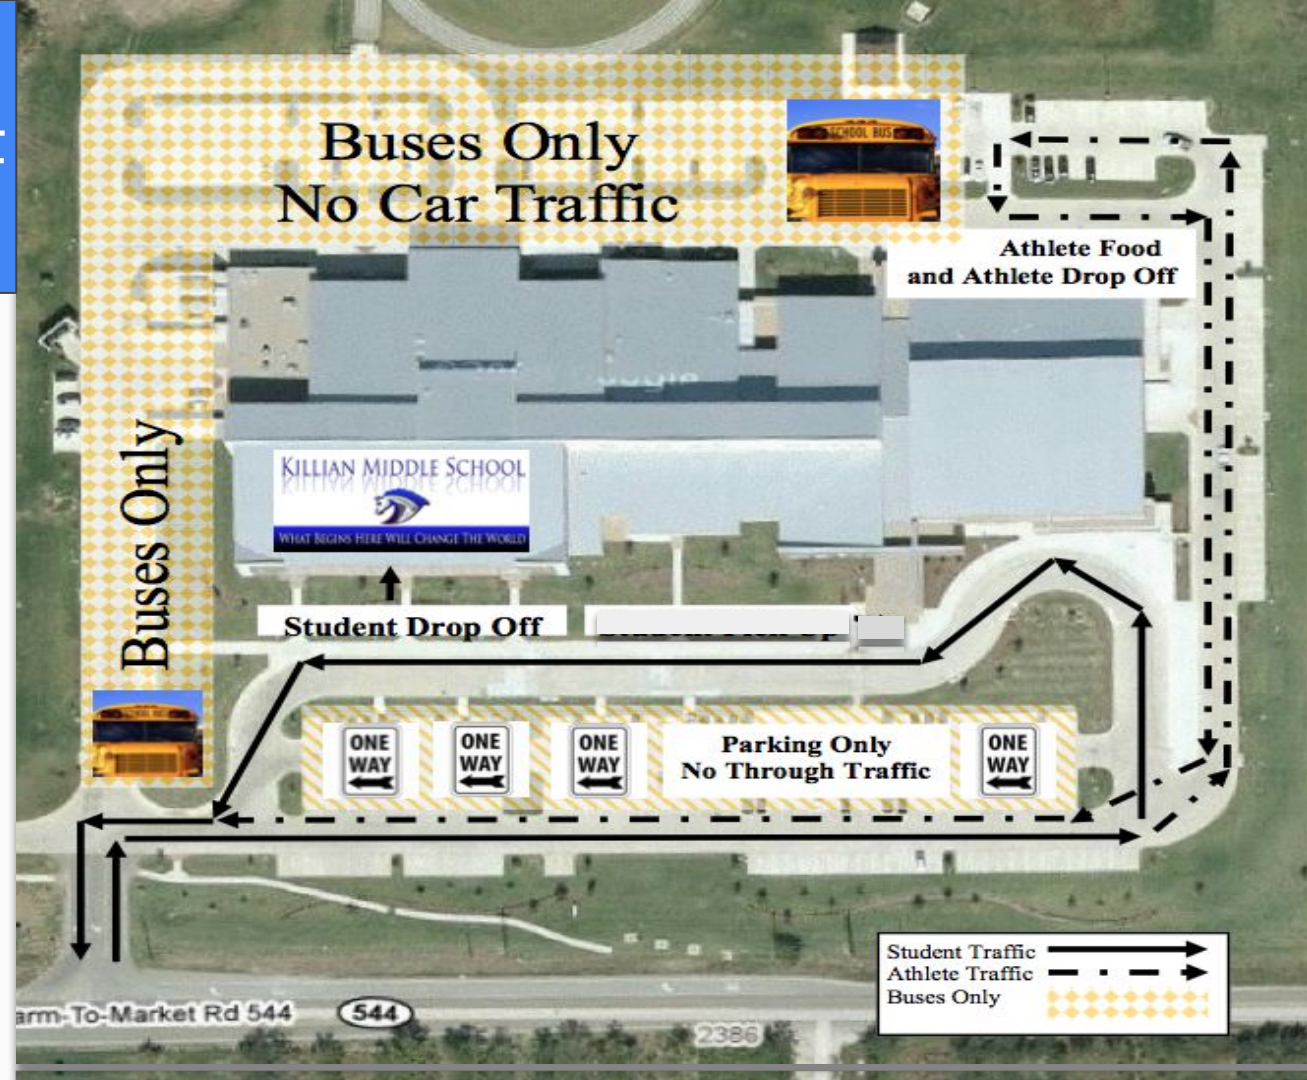 Buses Only
No Car Traffic
SCHOOL BUS
Athlete Food
and Athlete Drop Off
Buses Only
KILLIAN MIDDLE SCHOOL
WHAT BEGINS HERE WILL CHANGE THE WORLD
Student Drop Off
SCHOOL BUS
ONE
WAY
ONE
WAY
ONE
WAY
Parking Only
No Through Traffic
ONE
WAY
Student Traffic
Athlete Traffic
Buses Only
arm-To-Market Rd 544
544
2386